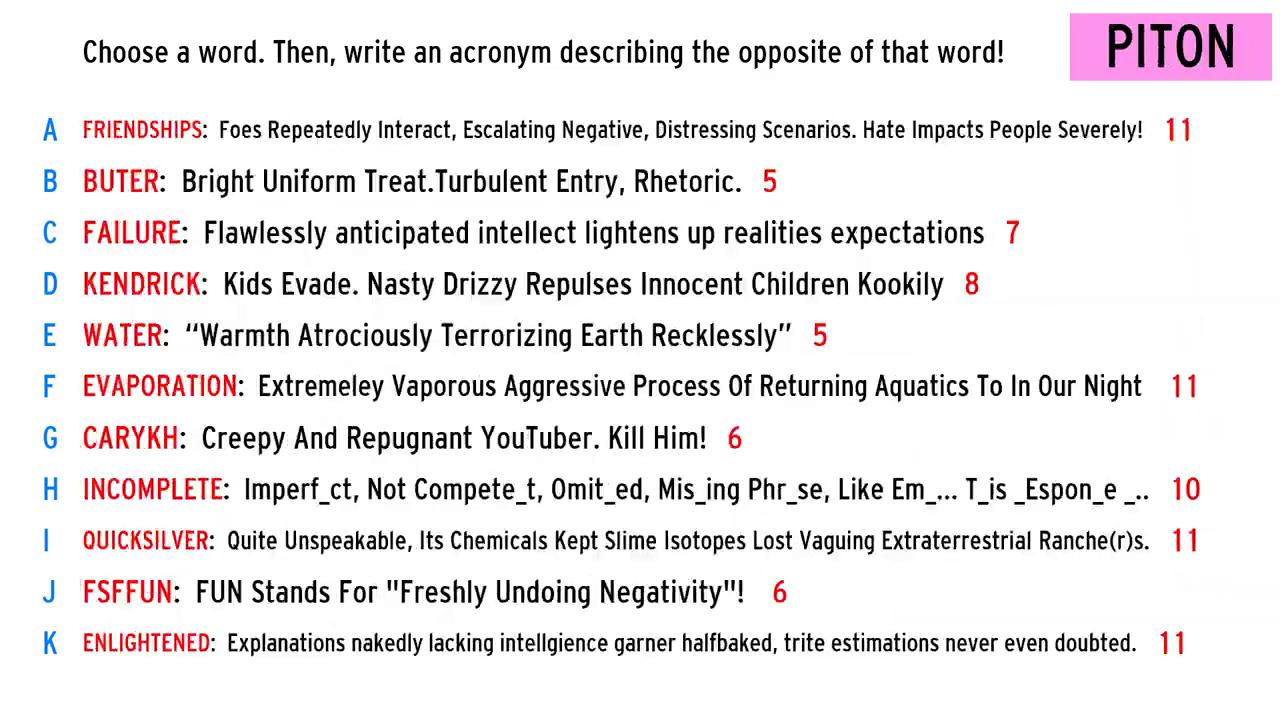 Choose a word. Then, write an acronym describing the opposite of that word!
PITON
A FRIENDSHIPS: Foes Repeatedly Interact, Escalating Negative, Distressing Scenarios. Hate Impacts People Severely! 11
B BUTER: Bright Uniform Treat.Turbulent Entry, Rhetoric. 5
C FAILURE: Flawlessly anticipated intellect lightens up realities expectations 7
D KENDRICK: Kids Evade. Nasty Drizzy Repulses Innocent Children Kookily 8
E WATER: “Warmth Atrociously Terrorizing Earth Recklessly” 5
F EVAPORATION: Extremeley Vaporous Aggressive Process Of Returning Aquatics To In Our Night 11
G CARYKH: Creepy And Repugnant YouTuber. Kill Him! 6
H INCOMPLETE: Imperf_ct, Not Compete_t, Omit_ed, Mis_ing Phr_se, Like Em_... T_is _Espon_e _.. 10
I QUICKSILVER: Quite Unspeakable, Its Chemicals Kept Slime Isotopes Lost Vaguing Extraterrestrial Ranche(r)s. 11
J FSFFUN: FUN Stands For "Freshly Undoing Negativity"! 6
K ENLIGHTENED: Explanations nakedly lacking intellgience garner halfbaked, trite estimations never even doubted. 11